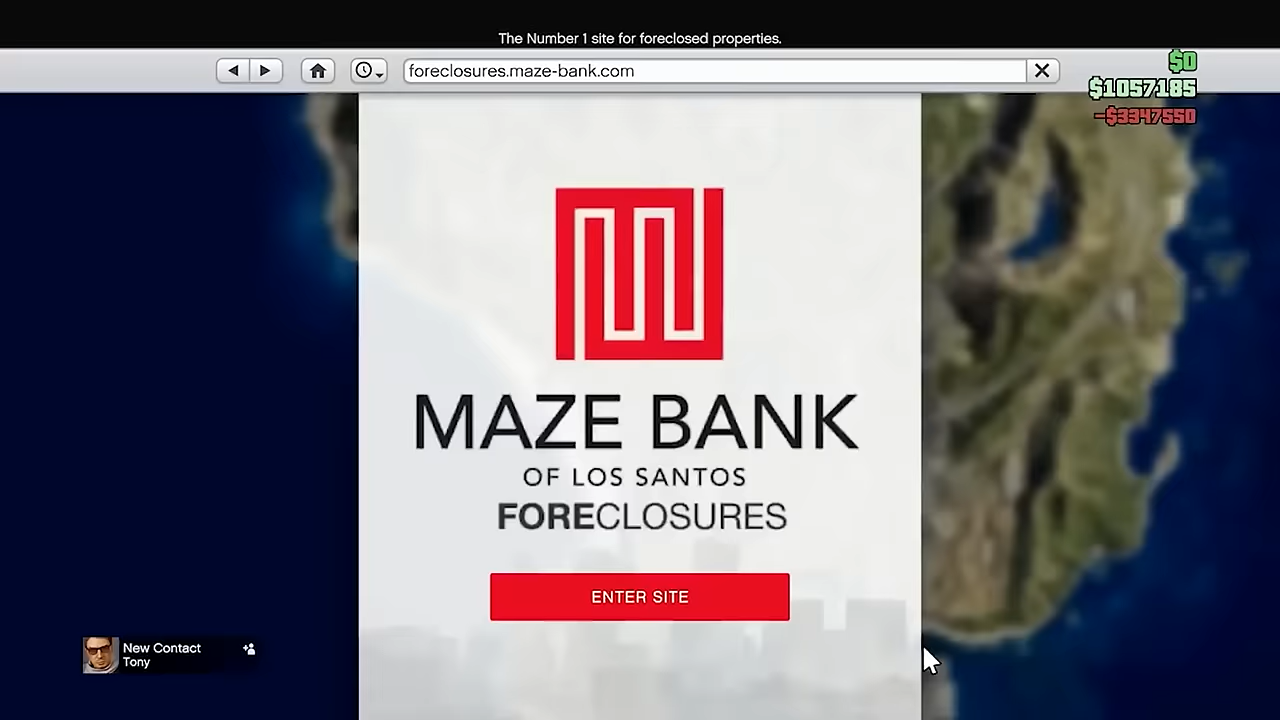 The Number 1 site for foreclosed properties.
foreclosures.maze-bank.com
$0
$1057185
-$3347550
MAZE BANK
OF LOS SANTOS
FORECLOSURES
ENTER SITE
New Contact
Tony